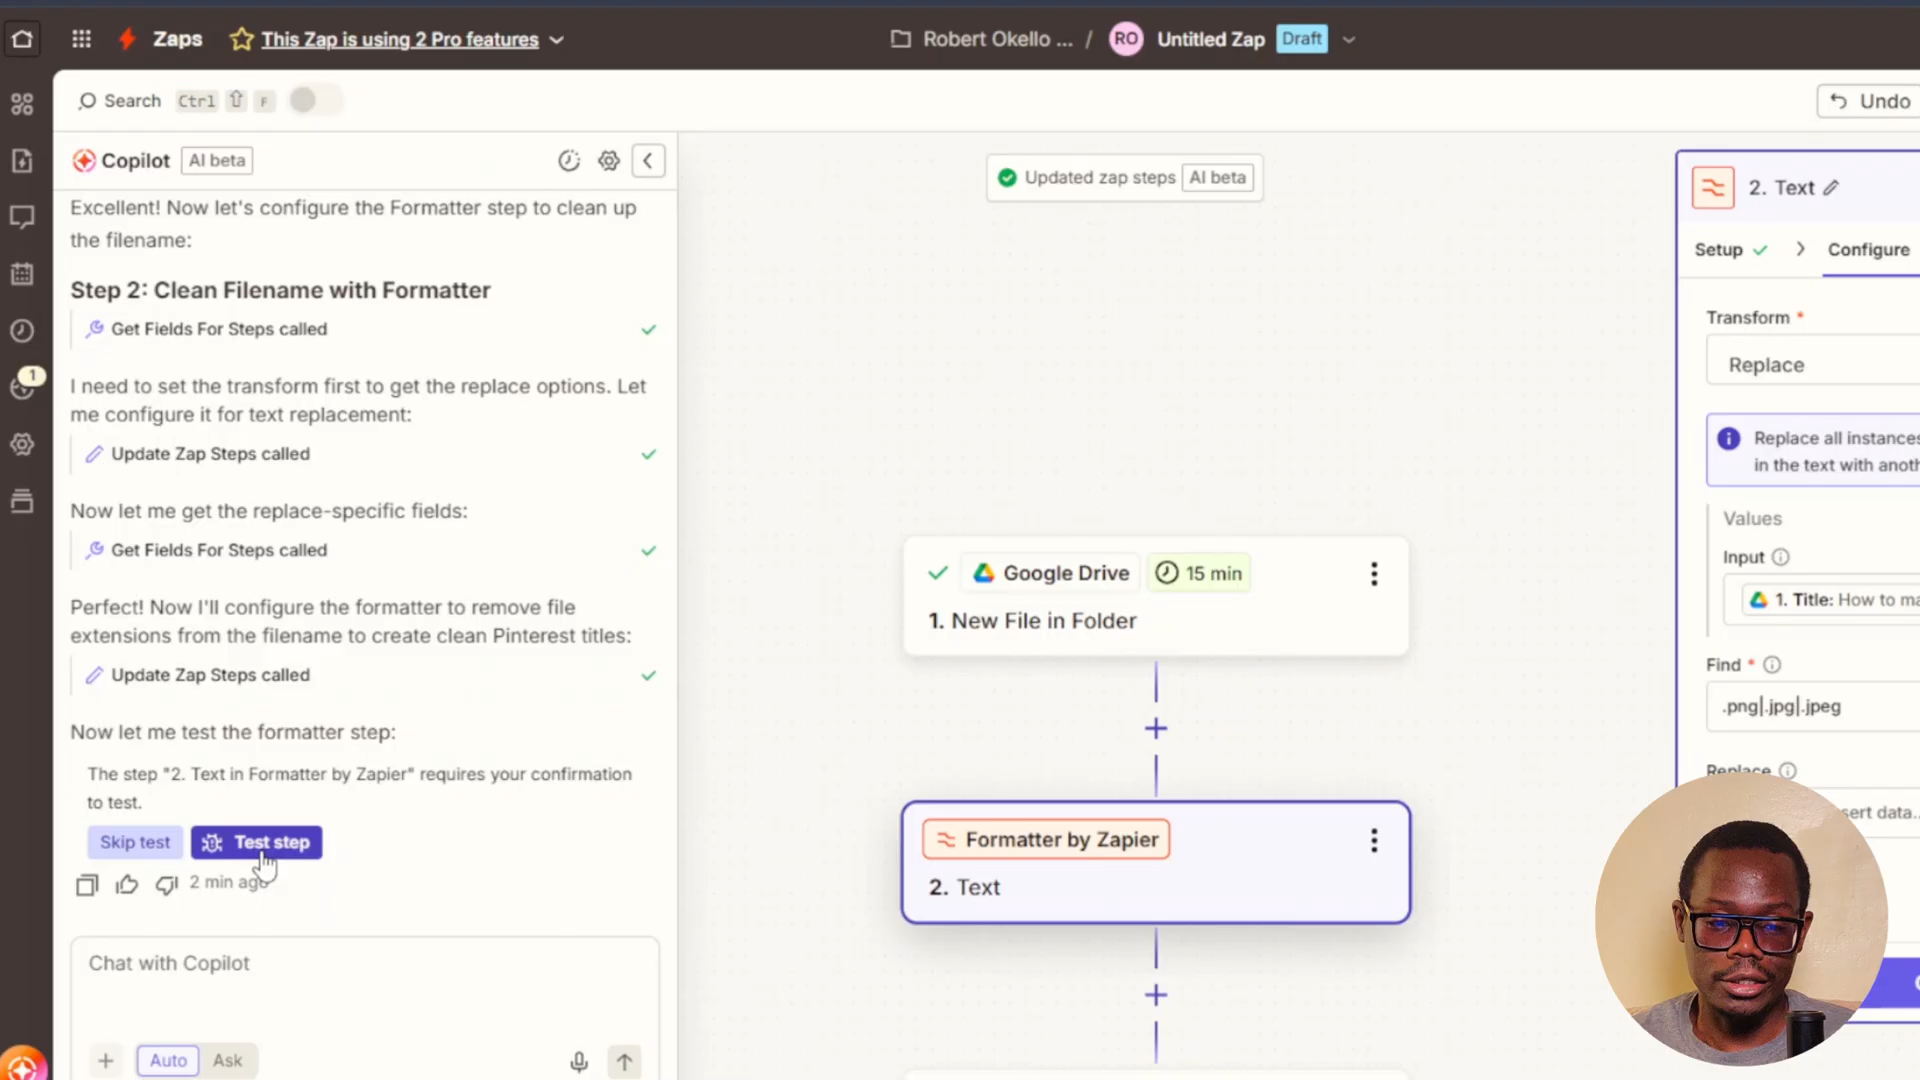 Zaps
This Zap is using 2 Pro features
Robert Okello ... / RO Untitled Zap Draft
Search Ctrl ⇧ F
Undo
Copilot AI beta
Excellent! Now let's configure the Formatter step to clean up
the filename:
Step 2: Clean Filename with Formatter
Get Fields For Steps called
I need to set the transform first to get the replace options. Let
me configure it for text replacement:
Update Zap Steps called
Now let me get the replace-specific fields:
Get Fields For Steps called
Perfect! Now I'll configure the formatter to remove file
extensions from the filename to create clean Pinterest titles:
Update Zap Steps called
Now let me test the formatter step:
The step "2. Text in Formatter by Zapier" requires your confirmation
to test.
Skip test Test step
2 min ago
Chat with Copilot
Auto Ask
1
Updated zap steps AI beta
Google Drive 15 min
1. New File in Folder
Formatter by Zapier
2. Text
2. Text
Setup Configure
Transform *
Replace
Replace all instances
in the text with anoth
Values
Input
1. Title: How to ma
Find *
.png|.jpg|.jpeg
Replace
sert data...